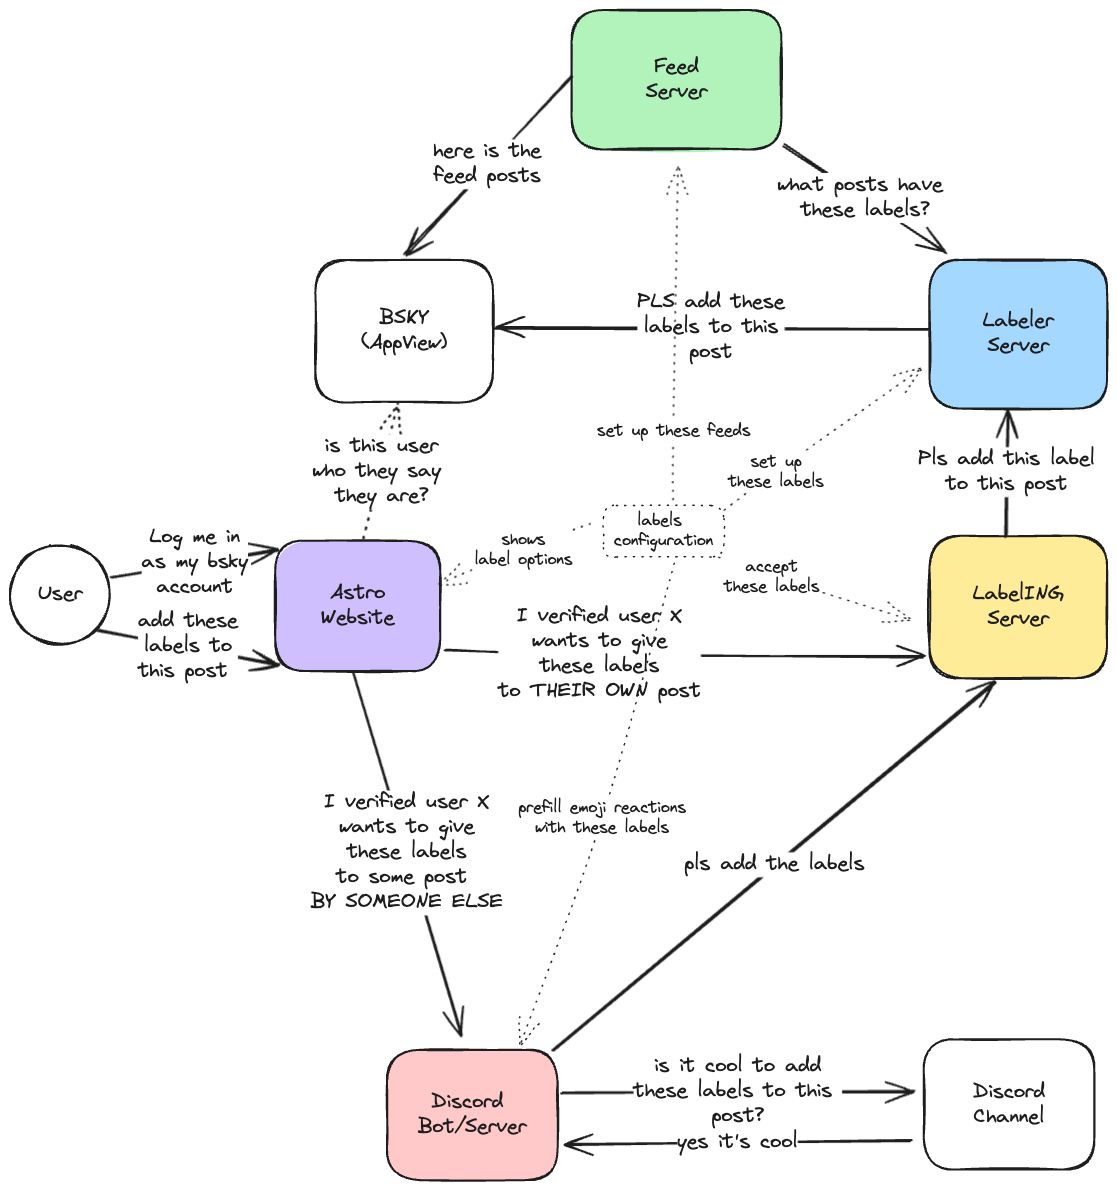 Feed
Server
here is the
feed posts
what posts have
these labels?
BSKY
(AppView)
PLS add these
labels to this
post
Labeler
Server
set up these feeds
is this user
who they say
they are?
set up
these labels
Pls add this label
to this post
labels
configuration
shows
label options
Log me in
as my bsky
account
accept
these labels
User
Astro
Website
LabelING
Server
add these
labels to
this post
I verified user X
wants to give
these labels
to THEIR OWN post
I verified user X
wants to give
these labels
to some post
BY SOMEONE ELSE
prefill emoji reactions
with these labels
pls add the labels
Discord
Bot/Server
is it cool to add
these labels to this
post?
yes it's cool
Discord
Channel